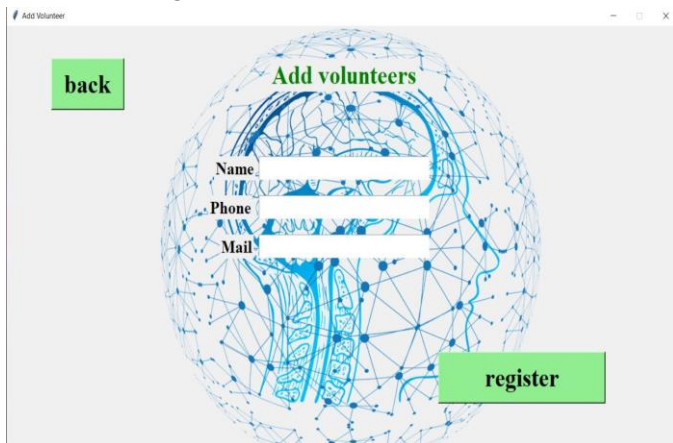 Add Volunteer
back
Add volunteers
Name
Phone
Mail
register